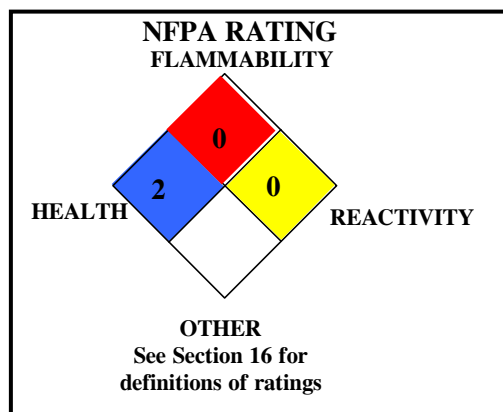 NFPA RATING
FLAMMABILITY
0
2
0
HEALTH
REACTIVITY
OTHER
See Section 16 for
definitions of ratings